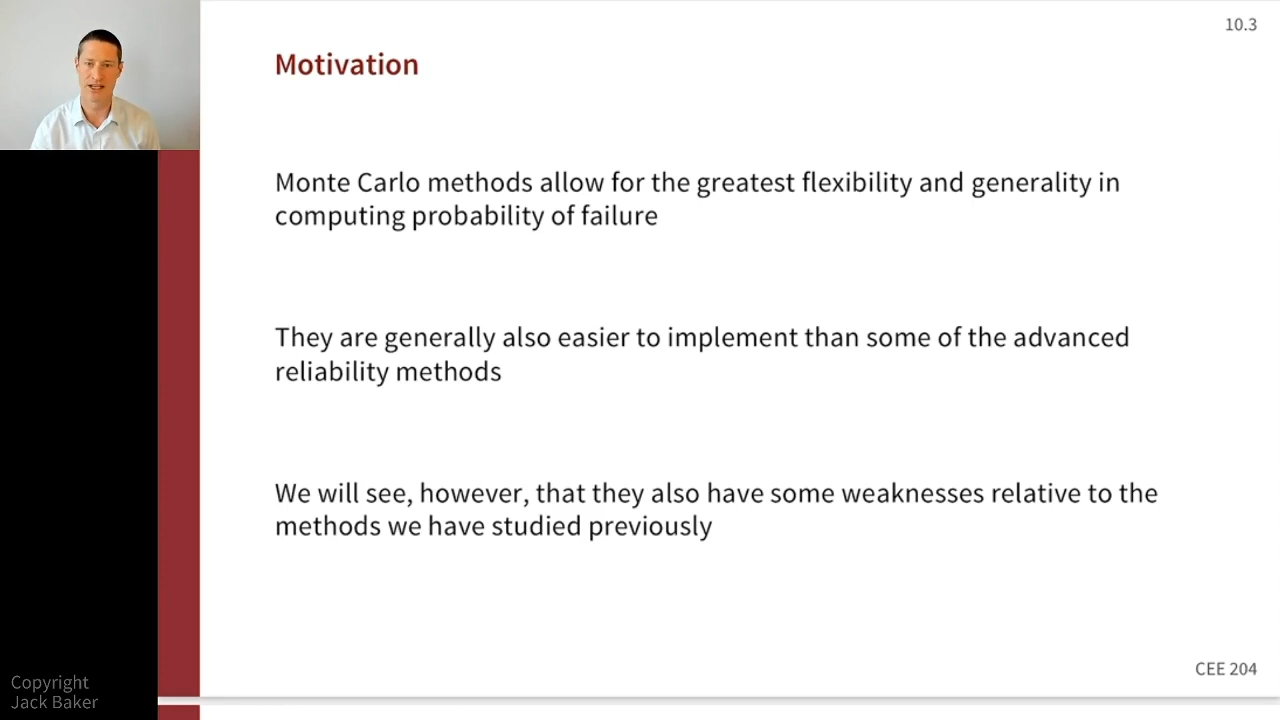 10.3
Motivation
Monte Carlo methods allow for the greatest flexibility and generality in
computing probability of failure
They are generally also easier to implement than some of the advanced
reliability methods
We will see, however, that they also have some weaknesses relative to the
methods we have studied previously
CEE 204
Copyright
Jack Baker